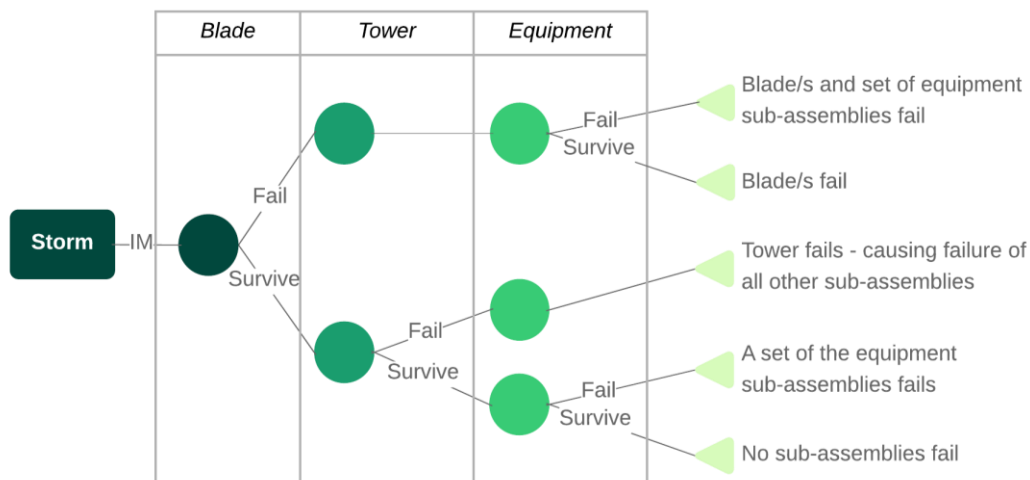 Blade
Tower
Equipment
Storm
IM
Fail
Survive
Fail
Survive
Fail
Survive
Blade/s and set of equipment
sub-assemblies fail
Blade/s fail
Tower fails - causing failure of
all other sub-assemblies
Fail
Survive
A set of the equipment
sub-assemblies fails
No sub-assemblies fail